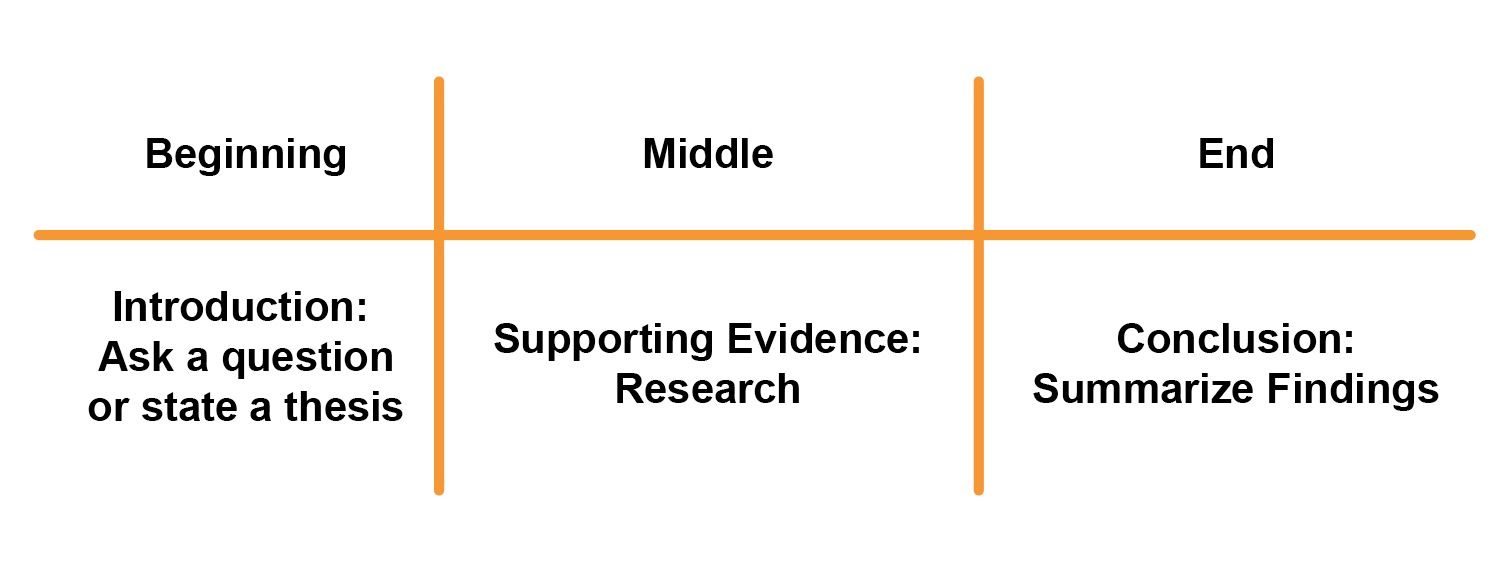 Beginning
Middle
End
Introduction:
Ask a question
or state a thesis
Supporting Evidence:
Research
Conclusion:
Summarize Findings